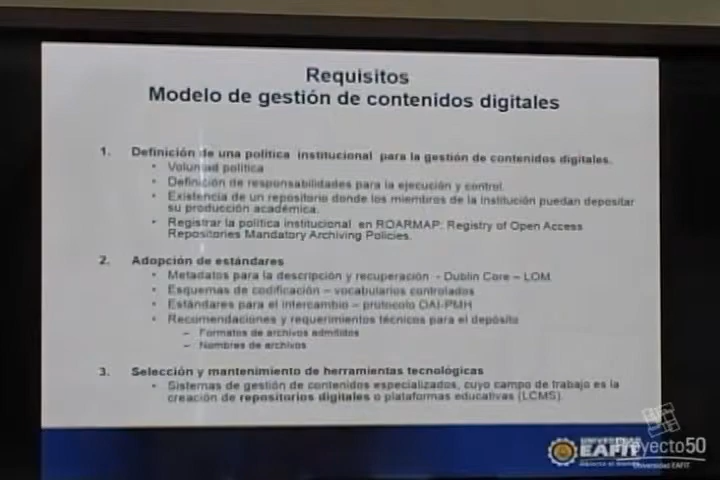 Requisitos
Modelo de gestión de contenidos digitales
1. Definición de una política institucional para la gestión de contenidos digitales.
• Voluntad política
• Definición de responsabilidades para la ejecución y control.
• Existencia de un repositorio donde los miembros de la Institución puedan depositar
su producción académica.
• Registrar la política institucional en ROARMAP: Registry of Open Access
Repositories Mandatory Archiving Policies.
2. Adopción de estándares
• Metadatos para la descripción y recuperación - Dublin Core – LOM
• Esquemas de codificación – vocabularios controlados
• Estándares para el intercambio – protocolo OAI-PMH
• Recomendaciones y requerimientos técnicos para el depósito
– Formatos de archivos admitidos
– Nombres de archivos
3. Selección y mantenimiento de herramientas tecnológicas
• Sistemas de gestión de contenidos especializados, cuyo campo de trabajo es la
creación de repositorios digitales o plataformas educativas (LCMS).
UNIVERSIDAD
EAFIT
Proyecto50
Universidad EAFIT